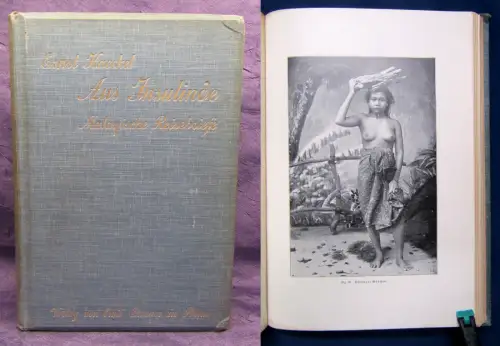 Ernst Haeckel
Aus Insulinde
Malayische Reisebriefe
Verlag von Emil Strauss in Bonn